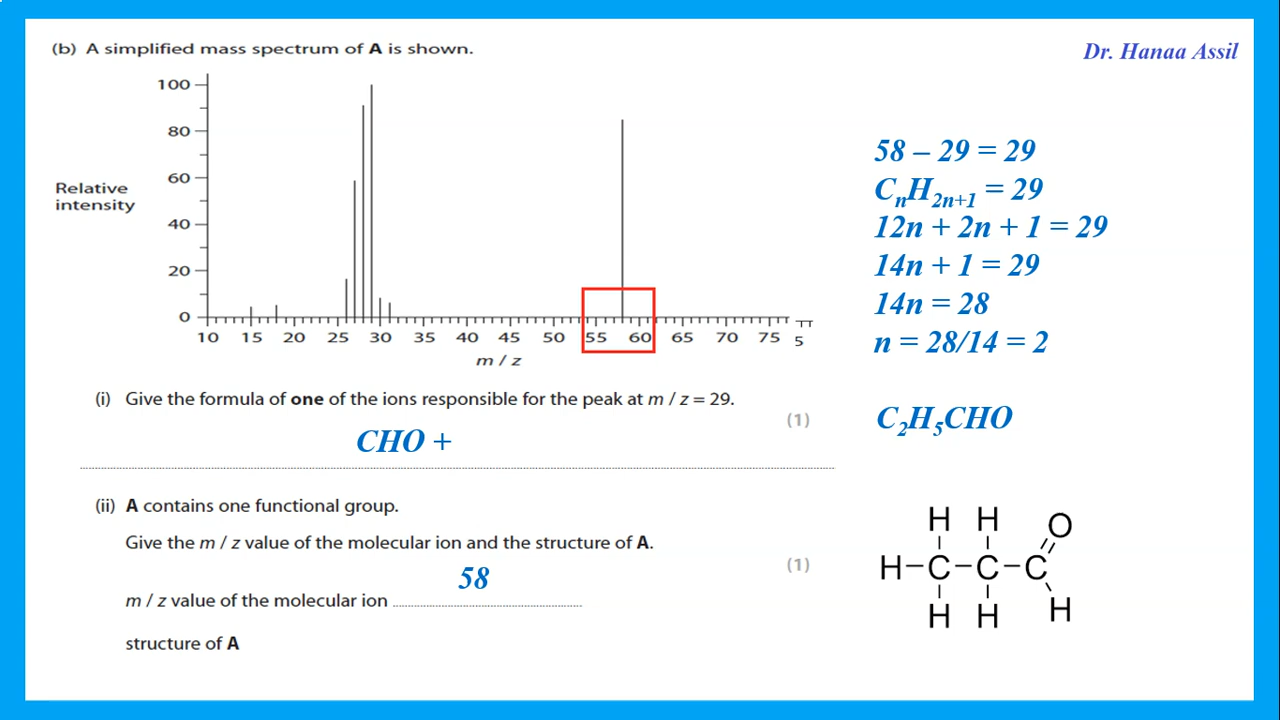 (b) A simplified mass spectrum of A is shown.
Dr. Hanaa Assil
100
80
60
40
20
0
Relative
intensity
10 15 20 25 30 35 40 45 50 55 60 65 70 75 5
m / z
58 – 29 = 29
CnH2n+1 = 29
12n + 2n + 1 = 29
14n + 1 = 29
14n = 28
n = 28/14 = 2
(i) Give the formula of one of the ions responsible for the peak at m / z = 29.
(1)
CHO +
C2H5CHO
(ii) A contains one functional group.
Give the m / z value of the molecular ion and the structure of A.
(1)
58
m / z value of the molecular ion
structure of A
H H O
H–C–C–C
H H H